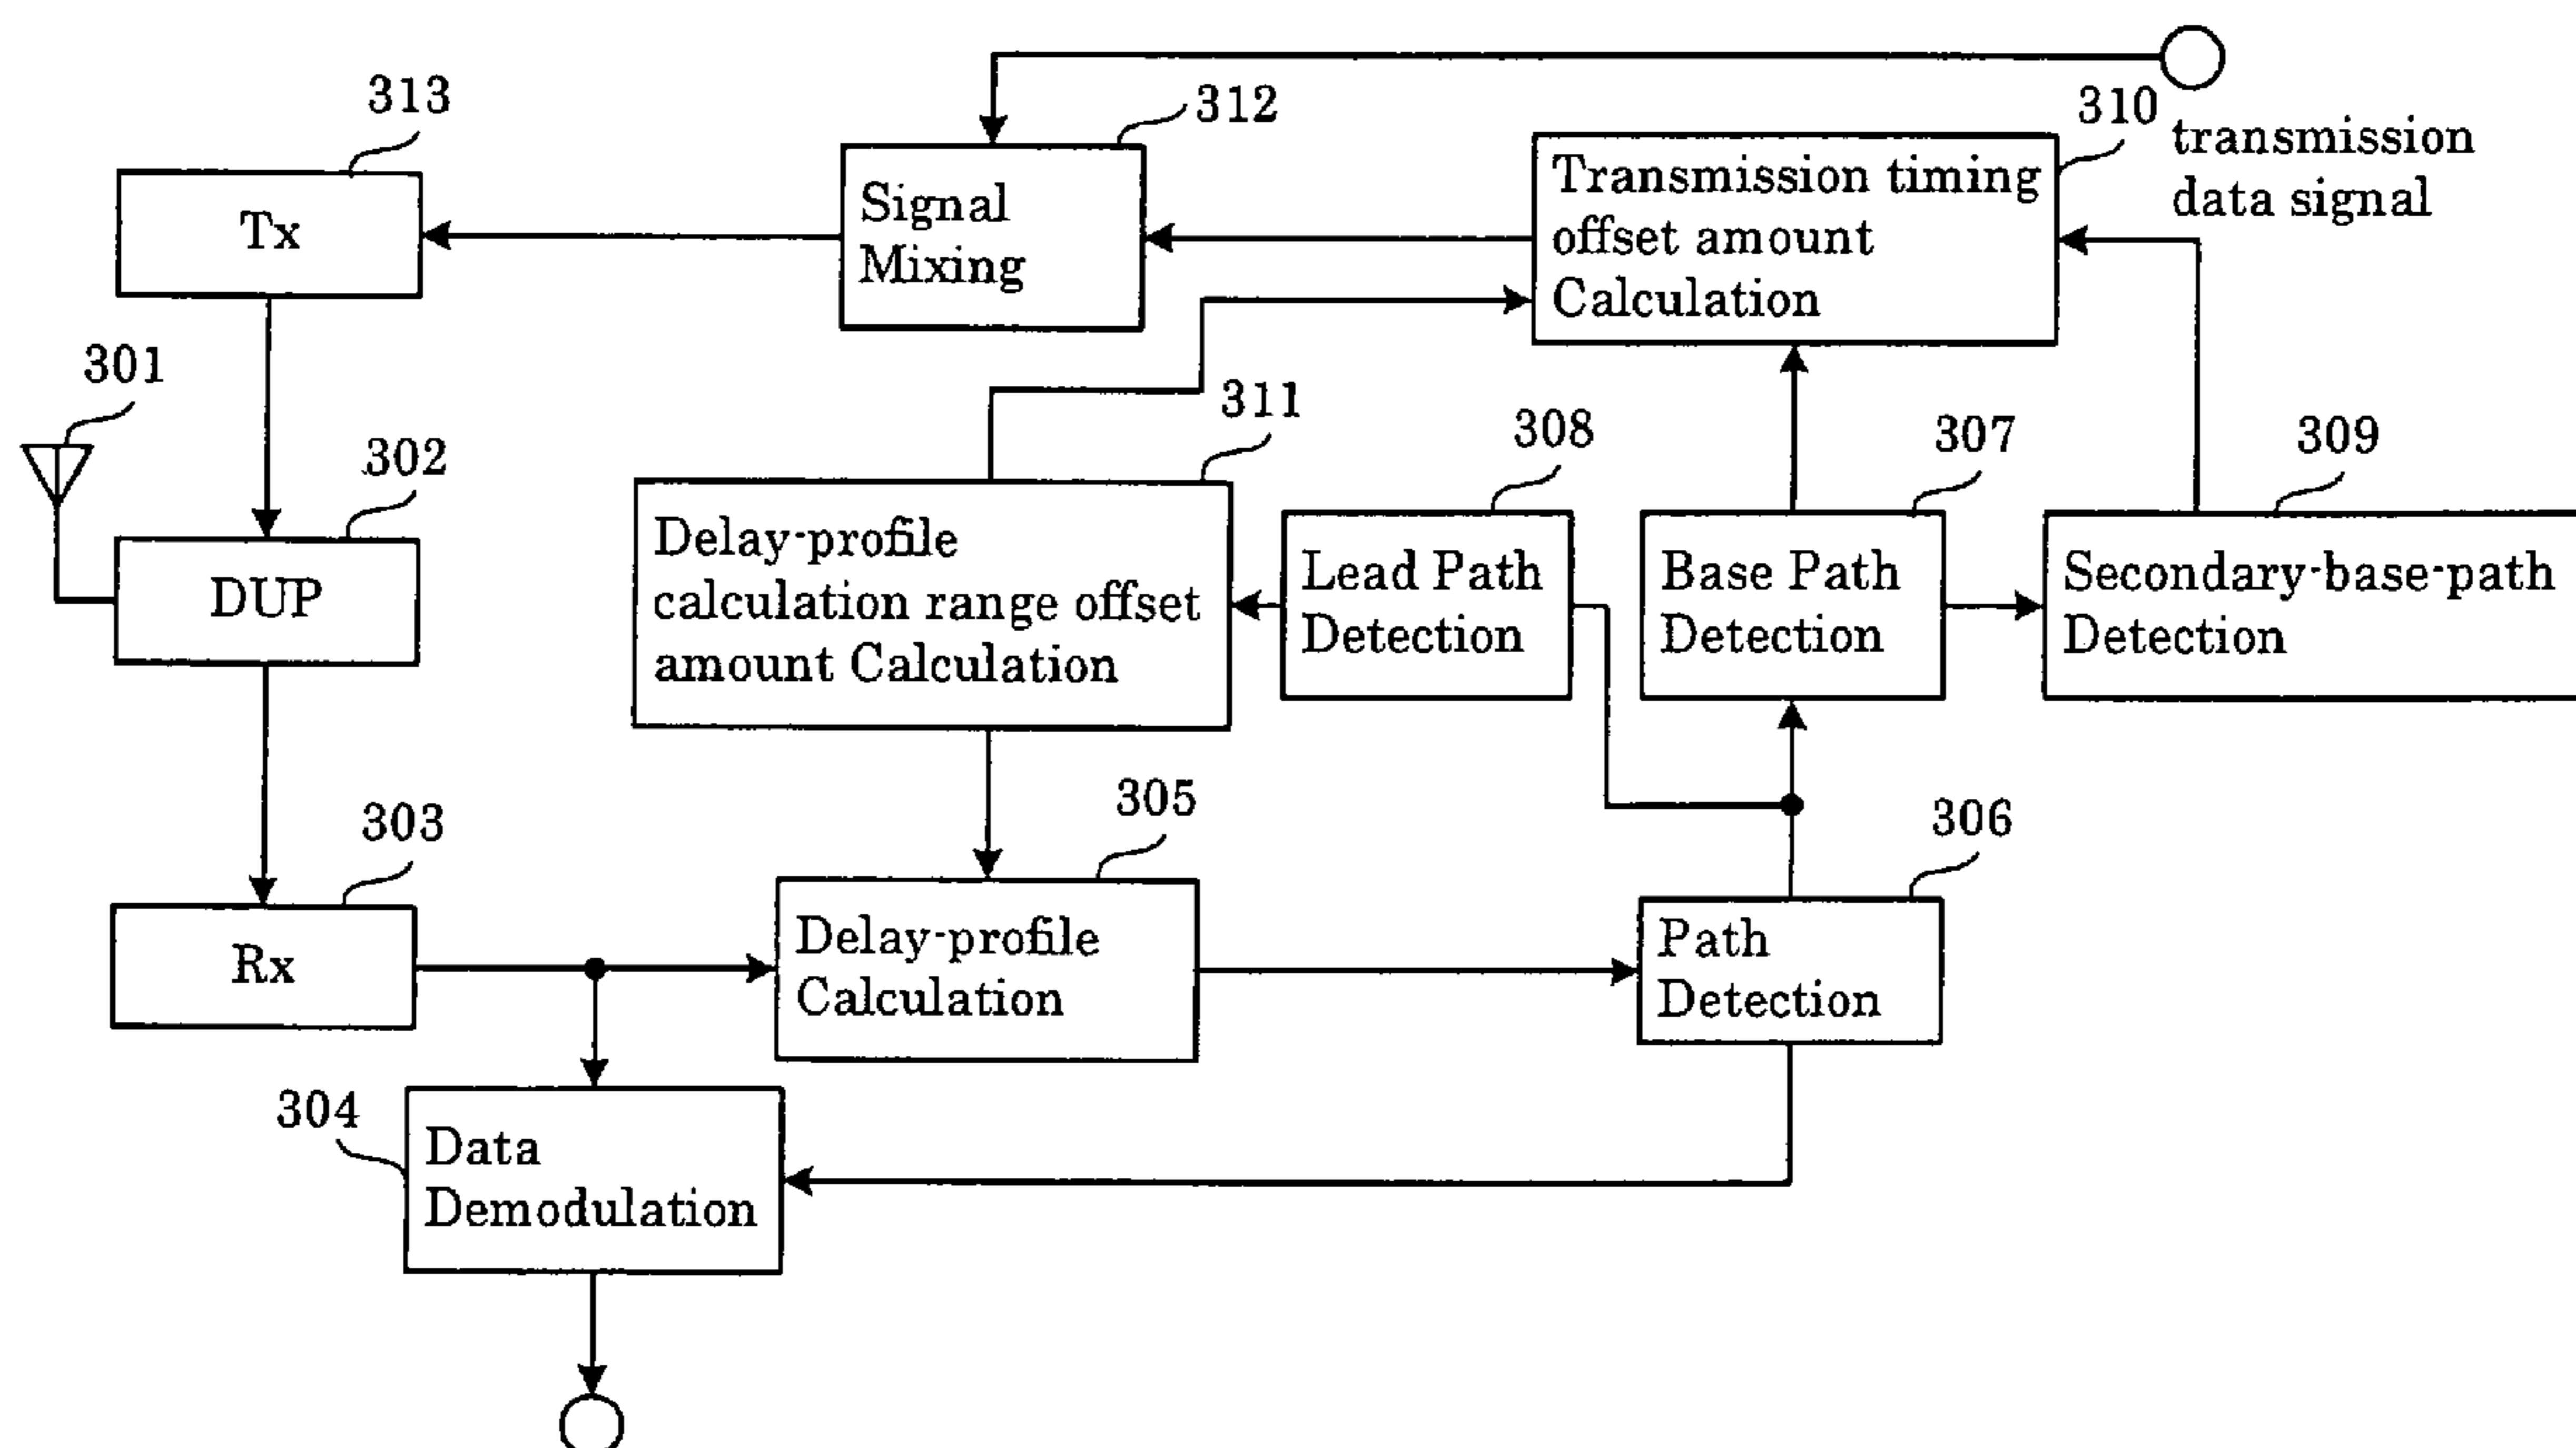 313
312
310
transmission
data signal
Tx
Signal
Mixing
Transmission timing
offset amount
Calculation
301
302
311
308
307
309
DUP
Delay-profile
calculation range offset
amount Calculation
Lead Path
Detection
Base Path
Detection
Secondary-base-path
Detection
303
305
306
Rx
Delay-profile
Calculation
Path
Detection
304
Data
Demodulation